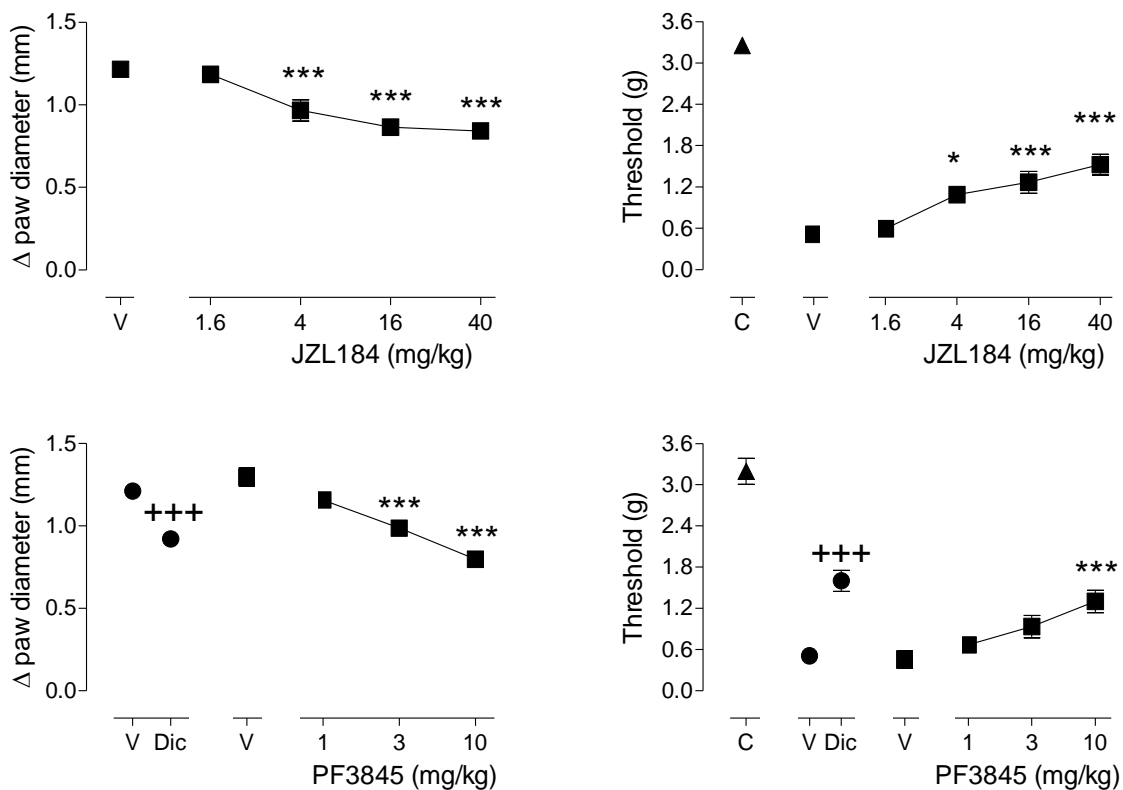 Δ paw diameter (mm)
1.5
1.0
0.5
0.0
***
***
***
V
1.6
4
16
40
JZL184 (mg/kg)
Threshold (g)
3.6
3.0
2.4
1.8
1.2
0.6
0.0
*
***
***
C
V
1.6
4
16
40
JZL184 (mg/kg)
Δ paw diameter (mm)
1.5
1.0
0.5
0.0
+++
***
***
V
Dic
V
1
3
10
PF3845 (mg/kg)
Threshold (g)
3.6
3.0
2.4
1.8
1.2
0.6
0.0
+++
***
C
V
Dic
V
1
3
10
PF3845 (mg/kg)